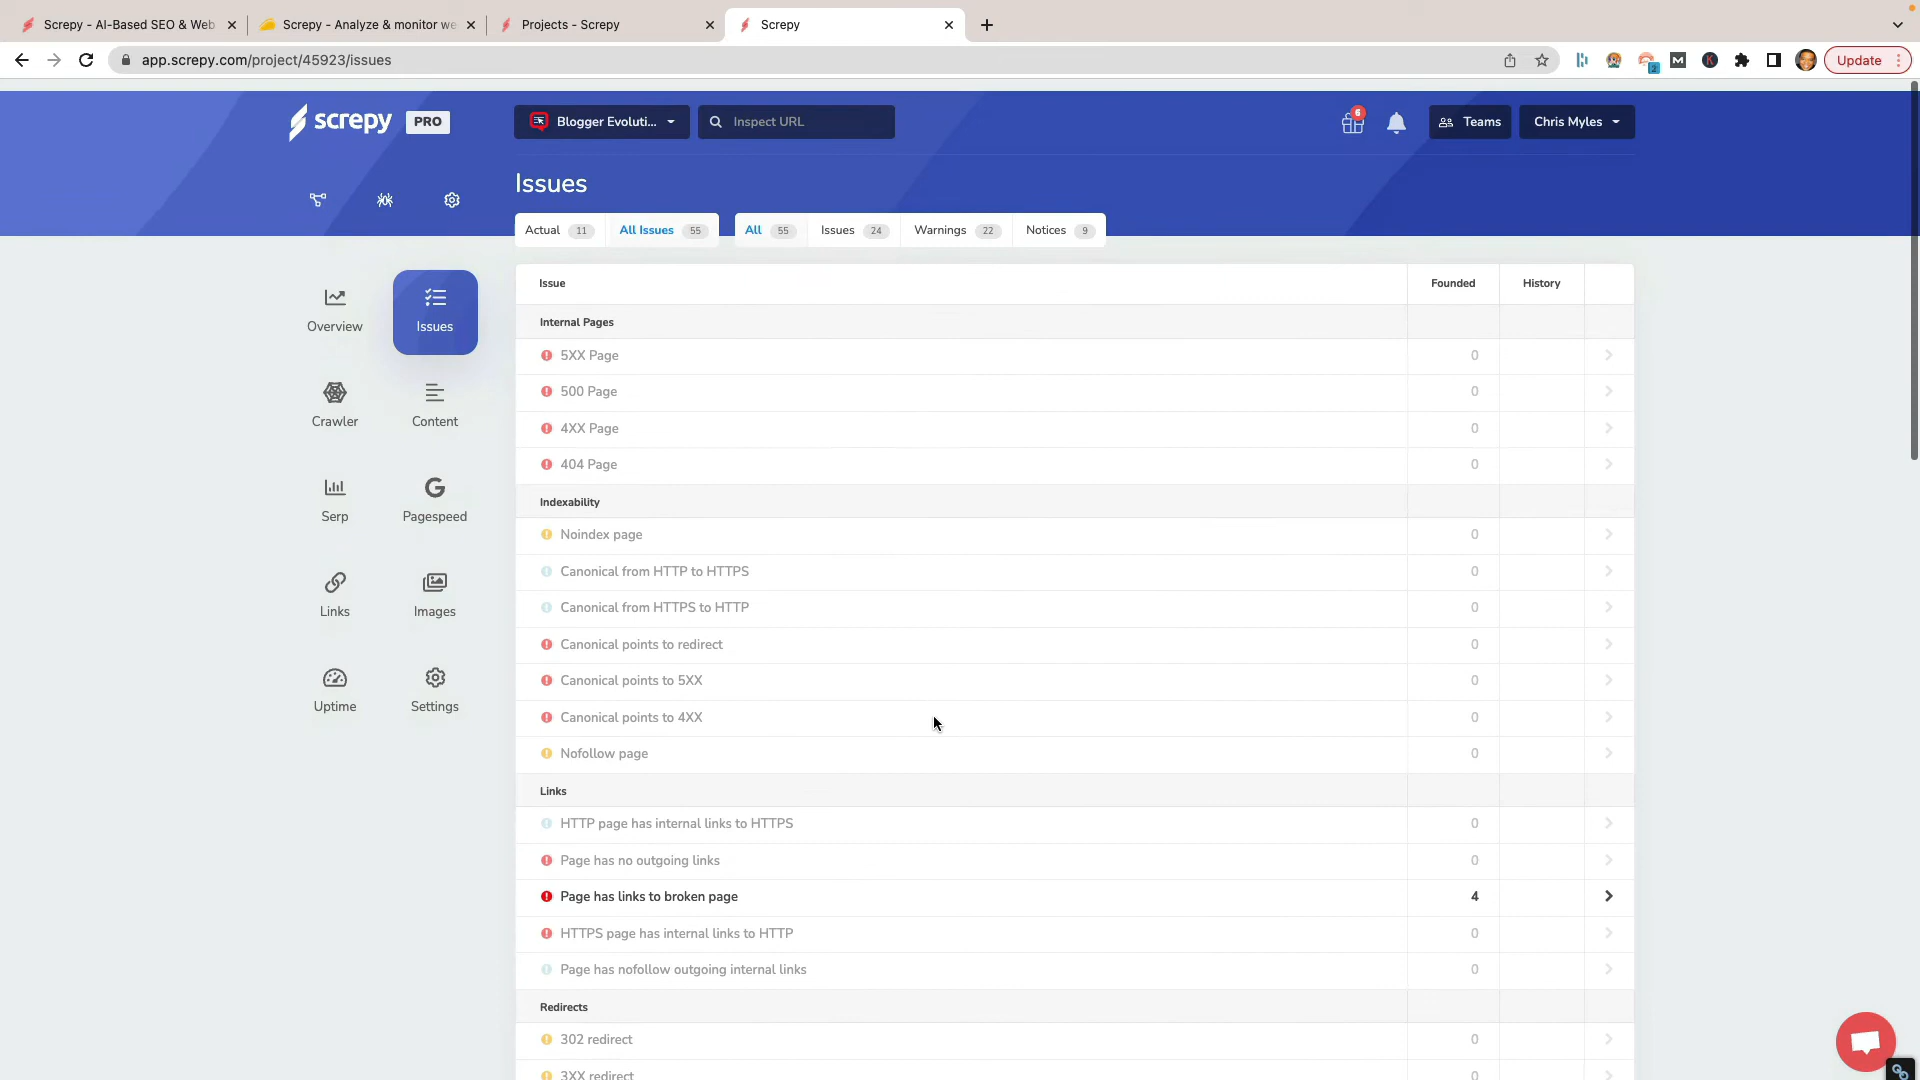 Screpy - AI-Based SEO & Web
Screpy - Analyze & monitor we
Projects - Screpy
Screpy
app.screpy.com/project/45923/issues
2
M
K
Update
screpy
PRO
Blogger Evoluti...
Inspect URL
6
Teams
Chris Myles
Issues
Actual 11
All Issues 55
All 55
Issues 24
Warnings 22
Notices 9
Overview
Issues
Crawler
Content
Serp
Pagespeed
Links
Images
Uptime
Settings
Issue Founded History
Internal Pages
5XX Page 0
500 Page 0
4XX Page 0
404 Page 0
Indexability
Noindex page 0
Canonical from HTTP to HTTPS 0
Canonical from HTTPS to HTTP 0
Canonical points to redirect 0
Canonical points to 5XX 0
Canonical points to 4XX 0
Nofollow page 0
Links
HTTP page has internal links to HTTPS 0
Page has no outgoing links 0
Page has links to broken page 4
HTTPS page has internal links to HTTP 0
Page has nofollow outgoing internal links 0
Redirects
302 redirect 0
3XX redirect 0